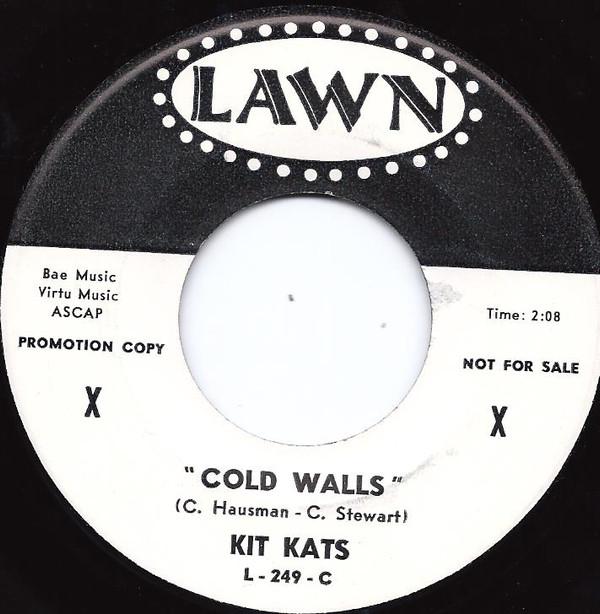 LAWN
Bae Music
Virtu Music
ASCAP
Time: 2:08
PROMOTION COPY
NOT FOR SALE
X
X
"COLD WALLS"
(C. Hausman - C. Stewart)
KIT KATS
L - 249 - C